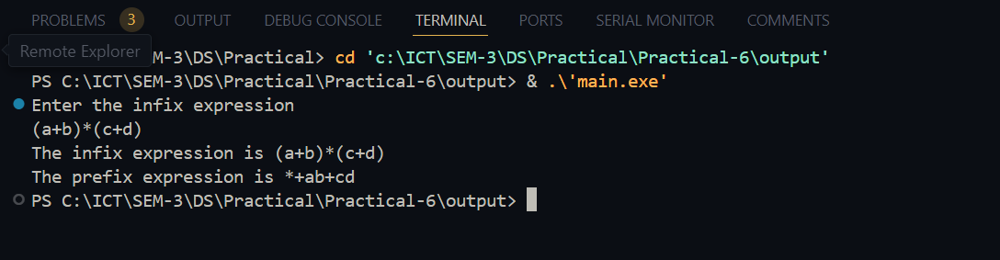 PROBLEMS 3 OUTPUT DEBUG CONSOLE TERMINAL PORTS SERIAL MONITOR COMMENTS
Remote Explorer
EM-3\DS\Practical> cd 'c:\ICT\SEM-3\DS\Practical\Practical-6\output'
PS C:\ICT\SEM-3\DS\Practical\Practical-6\output> & .\'main.exe'
Enter the infix expression
(a+b)*(c+d)
The infix expression is (a+b)*(c+d)
The prefix expression is *+ab+cd
PS C:\ICT\SEM-3\DS\Practical\Practical-6\output>